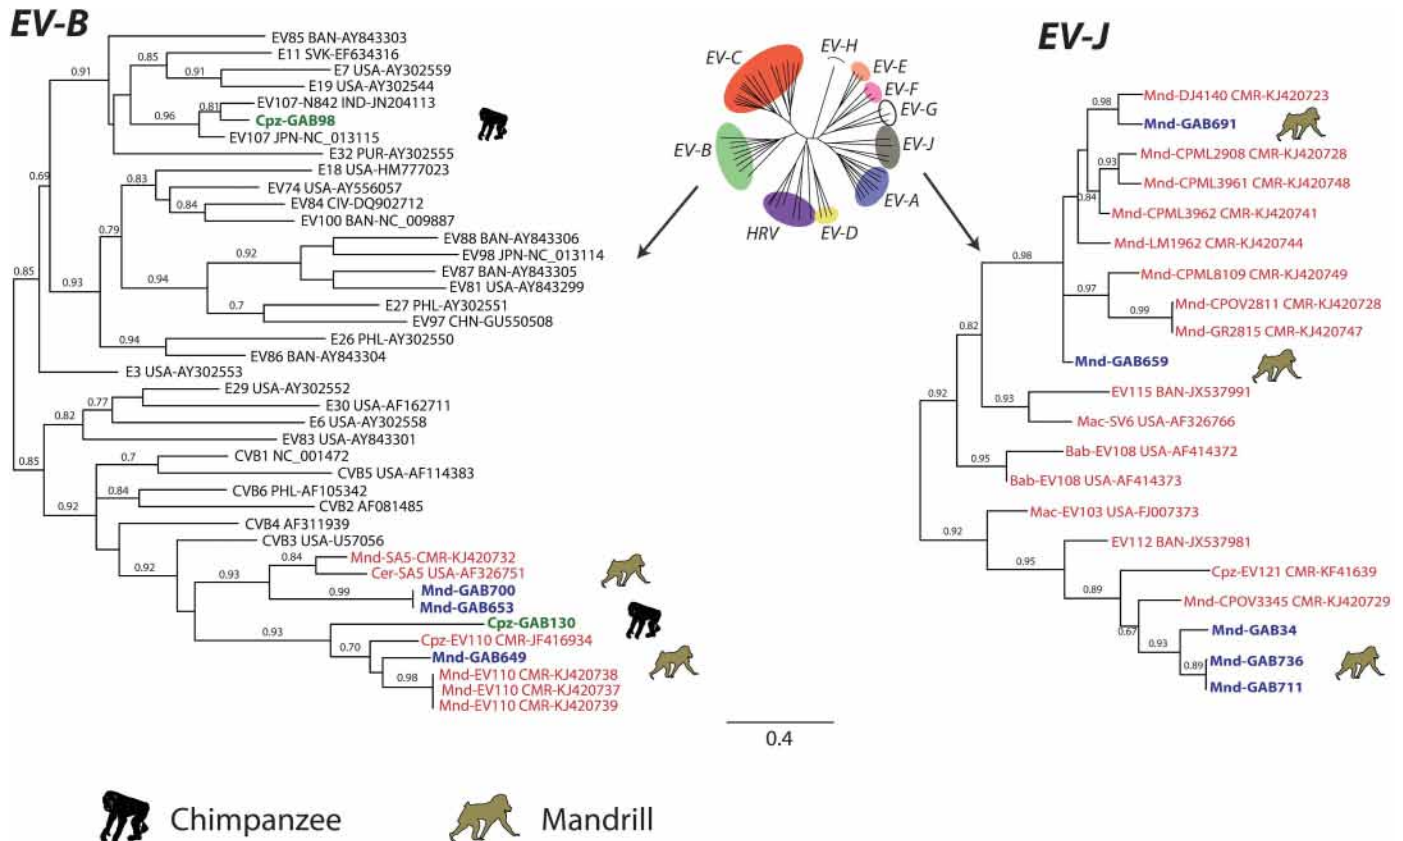 EV-B
EV85 BAN-AY843303
0.85
E11 SVK-EF634316
0.91
0.91
E7 USA-AY302559
E19 USA-AY302544
0.81
EV107-N842 IND-JN204113
0.96
Cpz-GAB98
EV107 JPN-NC_013115
E32 PUR-AY302555
0.69
E18 USA-HM777023
0.83
EV74 USA-AY556057
0.84
EV84 CIV-DQ902712
EV100 BAN-NC_009887
0.79
EV88 BAN-AY843306
0.92
EV98 JPN-NC_013114
0.85
0.93
0.94
EV87 BAN-AY843305
EV81 USA-AY843299
0.7
E27 PHL-AY302551
EV97 CHN-GU550508
0.94
E26 PHL-AY302550
EV86 BAN-AY843304
E3 USA-AY302553
E29 USA-AY302552
0.77
E30 USA-AF162711
0.82
E6 USA-AY302558
EV83 USA-AY843301
0.85
CVB1 NC_001472
0.7
CVB5 USA-AF114383
0.84
CVB6 PHL-AF105342
0.92
CVB2 AF081485
CVB4 AF311939
CVB3 USA-U57056
0.92
0.84
Mnd-SA5-CMR-KJ420732
0.93
Cer-SA5 USA-AF326751
0.99
Mnd-GAB700
Mnd-GAB653
0.93
Cpz-GAB130
0.70
Cpz-EV110 CMR-JF416934
Mnd-GAB649
0.98
Mnd-EV110 CMR-KJ420738
Mnd-EV110 CMR-KJ420737
Mnd-EV110 CMR-KJ420739
EV-C
EV-H
EV-E
EV-F
EV-G
EV-B
EV-J
EV-A
HRV
EV-D
0.4
EV-J
0.98
Mnd-DJ4140 CMR-KJ420723
Mnd-GAB691
0.93
Mnd-CPML2908 CMR-KJ420728
Mnd-CPML3961 CMR-KJ420748
0.84
Mnd-CPML3962 CMR-KJ420741
Mnd-LM1962 CMR-KJ420744
0.98
Mnd-CPML8109 CMR-KJ420749
0.97
0.99
Mnd-CPOV2811 CMR-KJ420728
Mnd-GR2815 CMR-KJ420747
0.82
Mnd-GAB659
0.92
0.93
EV115 BAN-JX537991
Mac-SV6 USA-AF326766
0.95
Bab-EV108 USA-AF414372
Bab-EV108 USA-AF414373
0.92
Mac-EV103 USA-FJ007373
EV112 BAN-JX537981
0.95
0.89
Cpz-EV121 CMR-KF41639
Mnd-CPOV3345 CMR-KJ420729
0.67
Mnd-GAB34
0.93
0.89
Mnd-GAB736
Mnd-GAB711
Chimpanzee
Mandrill